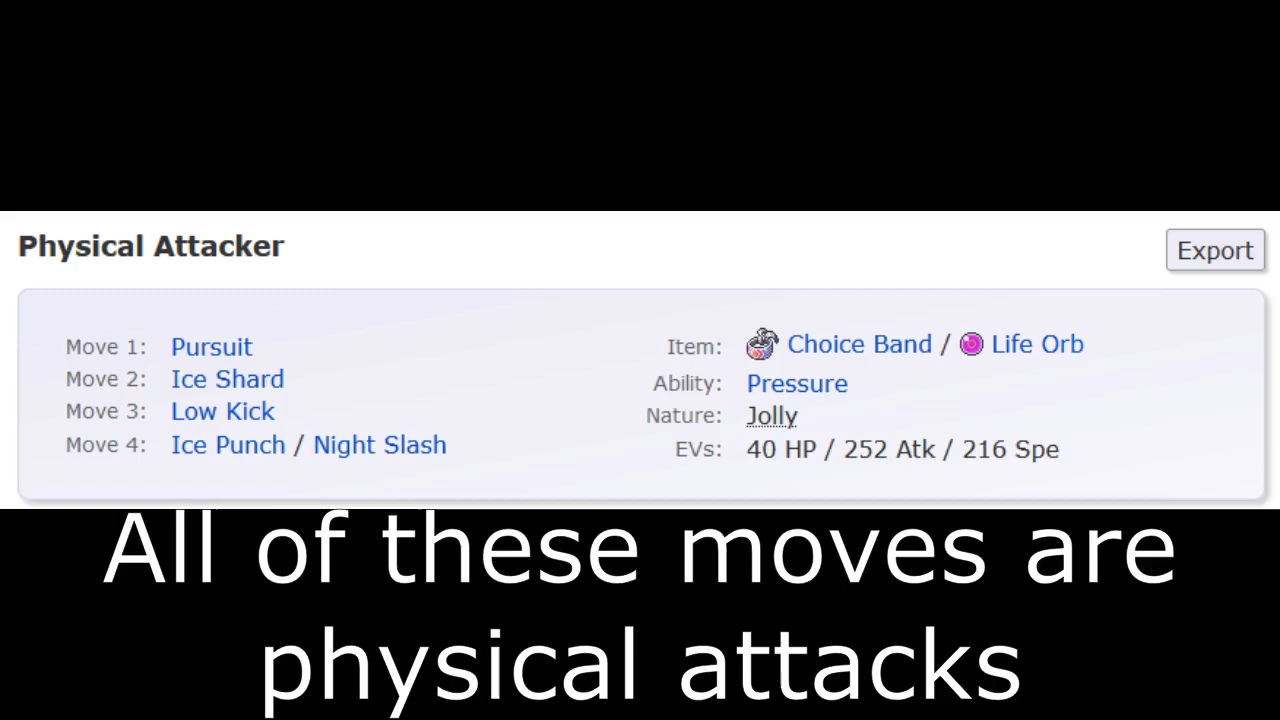 Physical Attacker
Export
Move 1: Pursuit
Move 2: Ice Shard
Move 3: Low Kick
Move 4: Ice Punch / Night Slash
Item: Choice Band / Life Orb
Ability: Pressure
Nature: Jolly
EVs: 40 HP / 252 Atk / 216 Spe
All of these moves are
physical attacks